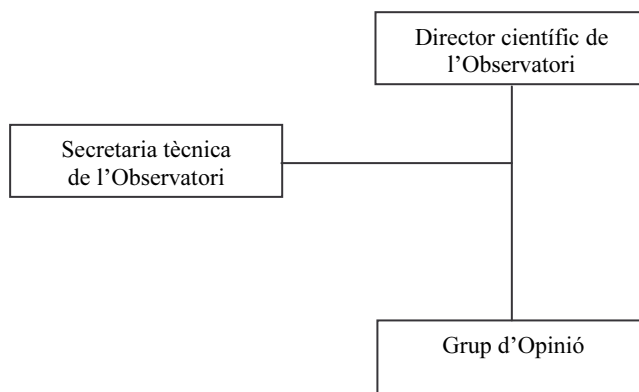 Director científic de
l’Observatori
Secretaria tècnica
de l’Observatori
Grup d’Opinió